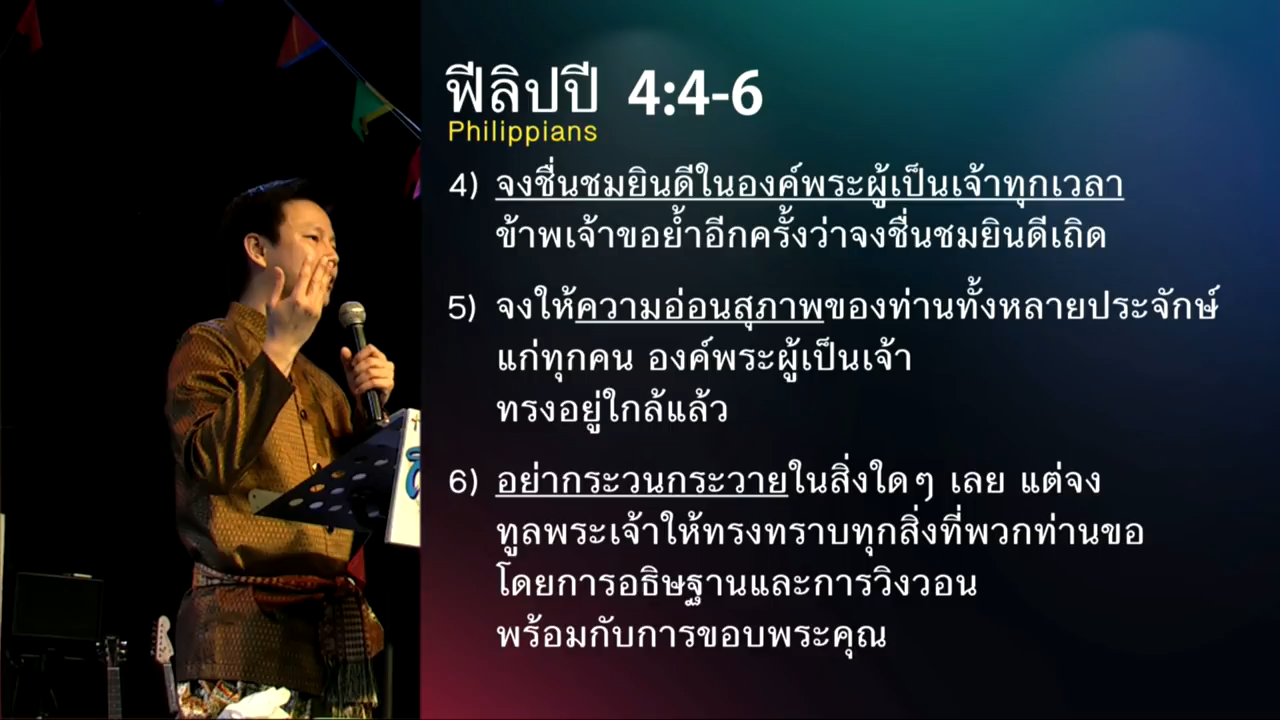 ฟีลิปปี 4:4-6
Philippians
4) จงชื่นชมยินดีในองค์พระผู้เป็นเจ้าทุกเวลา
ข้าพเจ้าขอย้ำอีกครั้งว่าจงชื่นชมยินดีเถิด
5) จงให้ความอ่อนสุภาพของท่านทั้งหลายประจักษ์
แก่ทุกคน องค์พระผู้เป็นเจ้า
ทรงอยู่ใกล้แล้ว
6) อย่ากระวนกระวายในสิ่งใดๆ เลย แต่จง
ทูลพระเจ้าให้ทรงทราบทุกสิ่งที่พวกท่านขอ
โดยการอธิษฐานและการวิงวอน
พร้อมกับการขอบพระคุณ